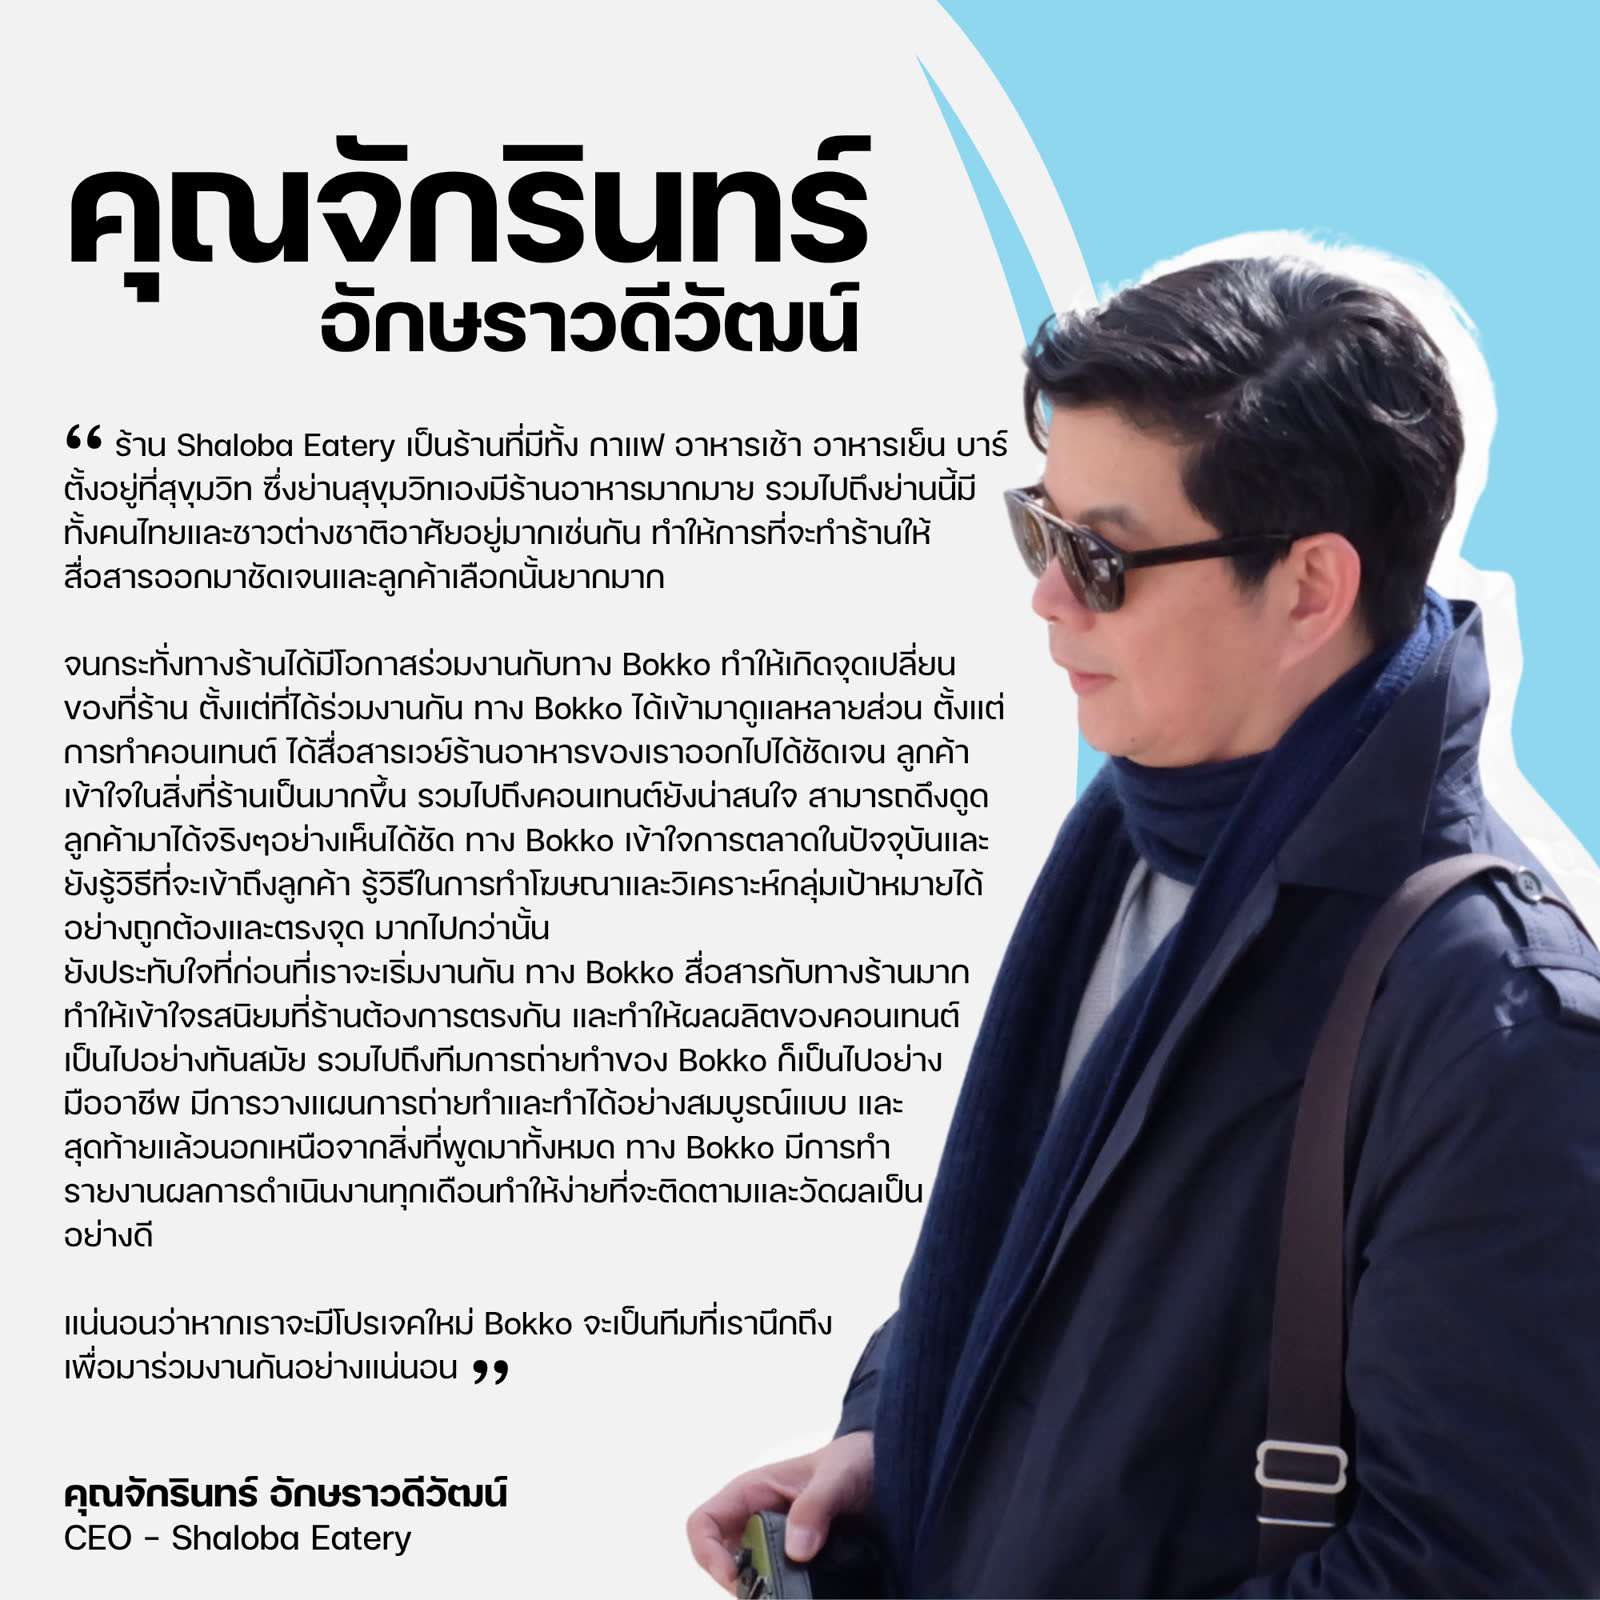 คุณจักรินทร์
อักษราวดีวัฒน์
“ ร้าน Shaloba Eatery เป็นร้านที่มีทั้ง กาแฟ อาหารเช้า อาหารเย็น บาร์
ตั้งอยู่ที่สุขุมวิท ซึ่งย่านสุขุมวิทเองมีร้านอาหารมากมาย รวมไปถึงย่านนี้มี
ทั้งคนไทยและชาวต่างชาติอาศัยอยู่มากเช่นกัน ทำให้การที่จะทำร้านให้
สื่อสารออกมาชัดเจนและลูกค้าเลือกนั้นยากมาก
จนกระทั่งทางร้านได้มีโอกาสร่วมงานกับทาง Bokko ทำให้เกิดจุดเปลี่ยน
ของที่ร้าน ตั้งแต่ที่ได้ร่วมงานกัน ทาง Bokko ได้เข้ามาดูแลหลายส่วน ตั้งแต่
การทำคอนเทนต์ ได้สื่อสารเวย์ร้านอาหารของเราออกไปได้ชัดเจน ลูกค้า
เข้าใจในสิ่งที่ร้านเป็นมากขึ้น รวมไปถึงคอนเทนต์ยังน่าสนใจ สามารถดึงดูด
ลูกค้ามาได้จริงๆอย่างเห็นได้ชัด ทาง Bokko เข้าใจการตลาดในปัจจุบันและ
ยังรู้วิธีที่จะเข้าถึงลูกค้า รู้วิธีในการทำโฆษณาและวิเคราะห์กลุ่มเป้าหมายได้
อย่างถูกต้องและตรงจุด มากไปกว่านั้น
ยังประทับใจที่ก่อนที่เราจะเริ่มงานกัน ทาง Bokko สื่อสารกับทางร้านมาก
ทำให้เข้าใจรสนิยมที่ร้านต้องการตรงกัน และทำให้ผลผลิตของคอนเทนต์
เป็นไปอย่างทันสมัย รวมไปถึงทีมการถ่ายทำของ Bokko ก็เป็นไปอย่าง
มืออาชีพ มีการวางแผนการถ่ายทำและทำได้อย่างสมบูรณ์แบบ และ
สุดท้ายแล้วนอกเหนือจากสิ่งที่พูดมาทั้งหมด ทาง Bokko มีการทำ
รายงานผลการดำเนินงานทุกเดือนทำให้ง่ายที่จะติดตามและวัดผลเป็น
อย่างดี
แน่นอนว่าหากเราจะมีโปรเจคใหม่ Bokko จะเป็นทีมที่เรานึกถึง
เพื่อมาร่วมงานกันอย่างแน่นอน ”
คุณจักรินทร์ อักษราวดีวัฒน์
CEO - Shaloba Eatery